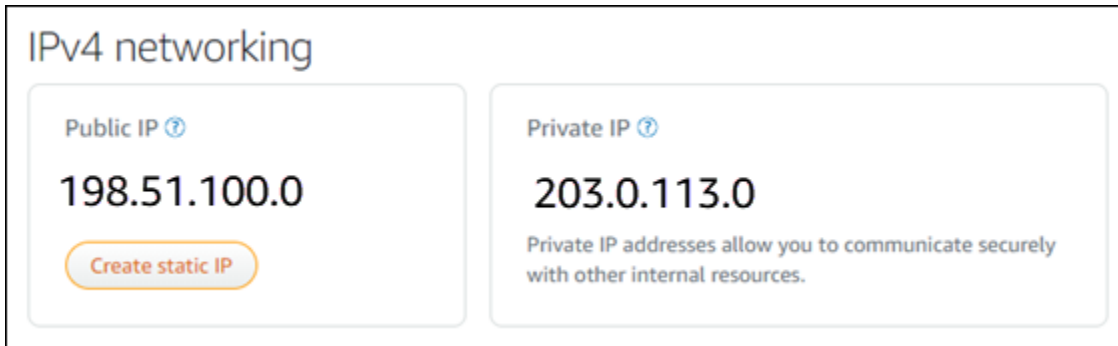 IPv4 networking
Public IP ?
198.51.100.0
Create static IP
Private IP ?
203.0.113.0
Private IP addresses allow you to communicate securely
with other internal resources.